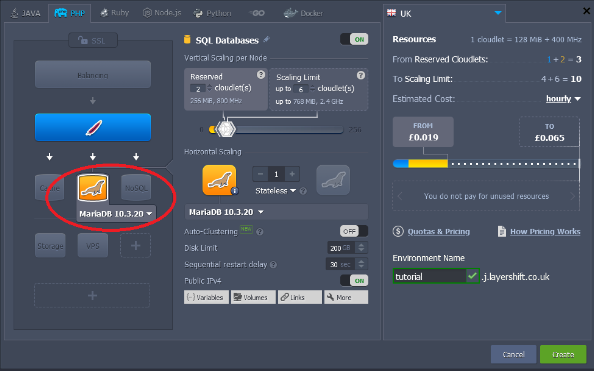 JAVA
PHP
Ruby
Node.js
Python
GO
Docker
SSL
Balancing
Cache
NoSQL
MariaDB 10.3.20
Storage
VPS
SQL Databases
ON
Vertical Scaling per Node
Reserved
2 cloudlet(s)
256 MiB, 800 MHz
Scaling Limit
up to 6 cloudlet(s)
up to 768 MiB, 2.4 GHz
0
256
Horizontal Scaling
1
Stateless
MariaDB 10.3.20
Auto-Clustering NEW
OFF
Disk Limit
200 GB
Sequential restart delay
30 sec
Public IPv4
ON
Variables
Volumes
Links
More
UK
Resources
1 cloudlet = 128 MiB + 400 MHz
From Reserved Cloudlets:
1 + 2 = 3
To Scaling Limit:
4 + 6 = 10
Estimated Cost:
hourly
FROM
£0.019
TO
£0.065
You do not pay for unused resources
Quotas & Pricing
How Pricing Works
Environment Name
tutorial
.j.layershift.co.uk
Cancel
Create